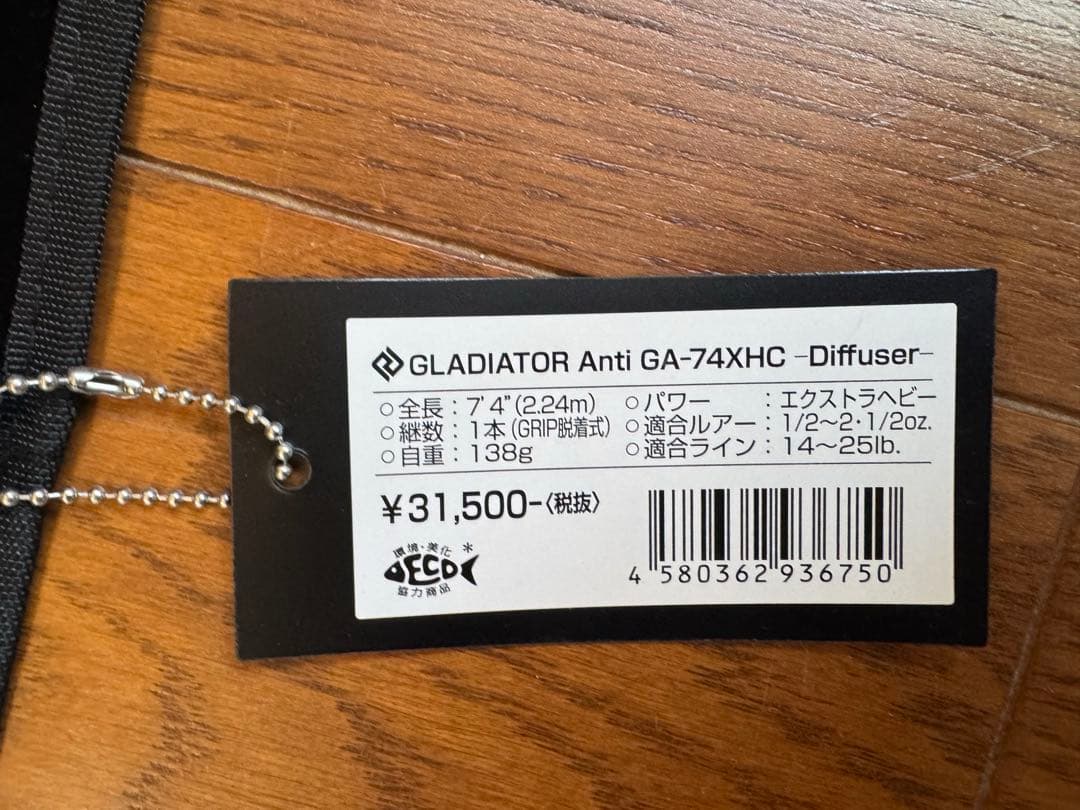 GLADIATOR Anti GA-74XHC -Diffuser-
○全長：7'4"(2.24m) ○パワー：エクストラヘビー
○継数：1本(GRIP脱着式) ○適合ルアー：1/2～2・1/2oz.
○自重：138g ○適合ライン：14～25lb.
¥31,500-〈税抜〉
環境・美化
ECO
*
協力商品
4 580362 936750